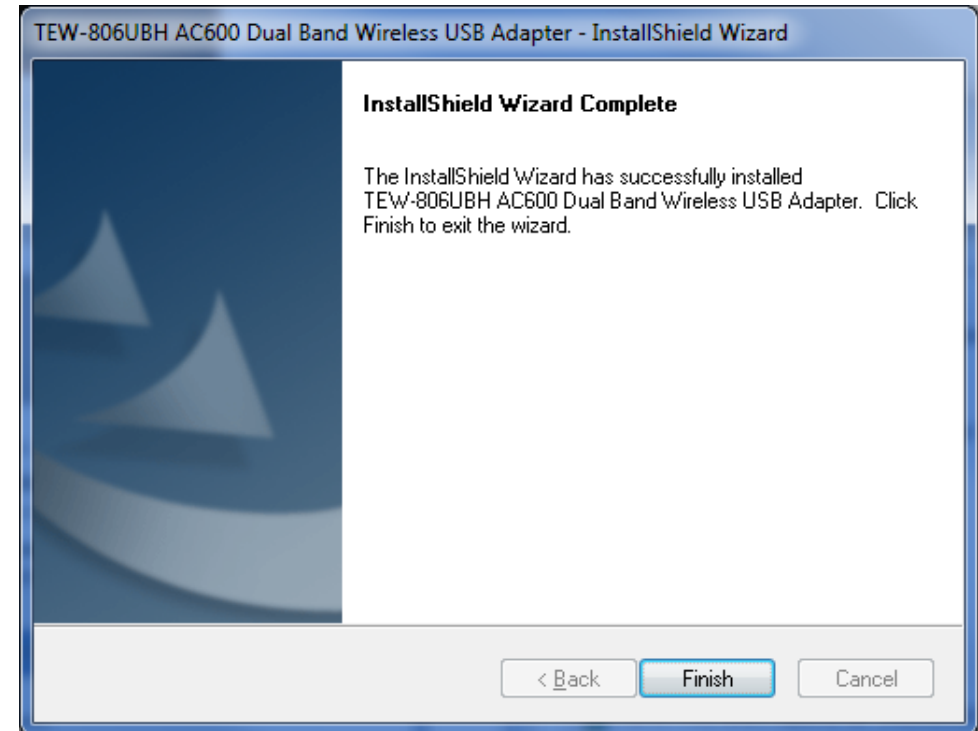 TEW-806UBH AC600 Dual Band Wireless USB Adapter - InstallShield Wizard
InstallShield Wizard Complete
The InstallShield Wizard has successfully installed
TEW-806UBH AC600 Dual Band Wireless USB Adapter.  Click
Finish to exit the wizard.
< Back
Finish
Cancel